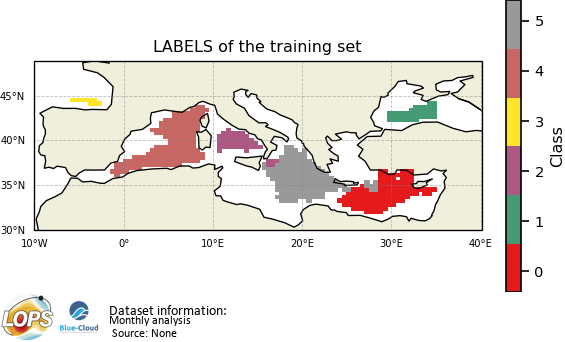 LABELS of the training set
45°N
40°N
35°N
30°N
10°W
0°
10°E
20°E
30°E
40°E
5
4
3
2
1
0
Class
LOPS
Blue-Cloud
Dataset information:
Monthly analysis
Source: None